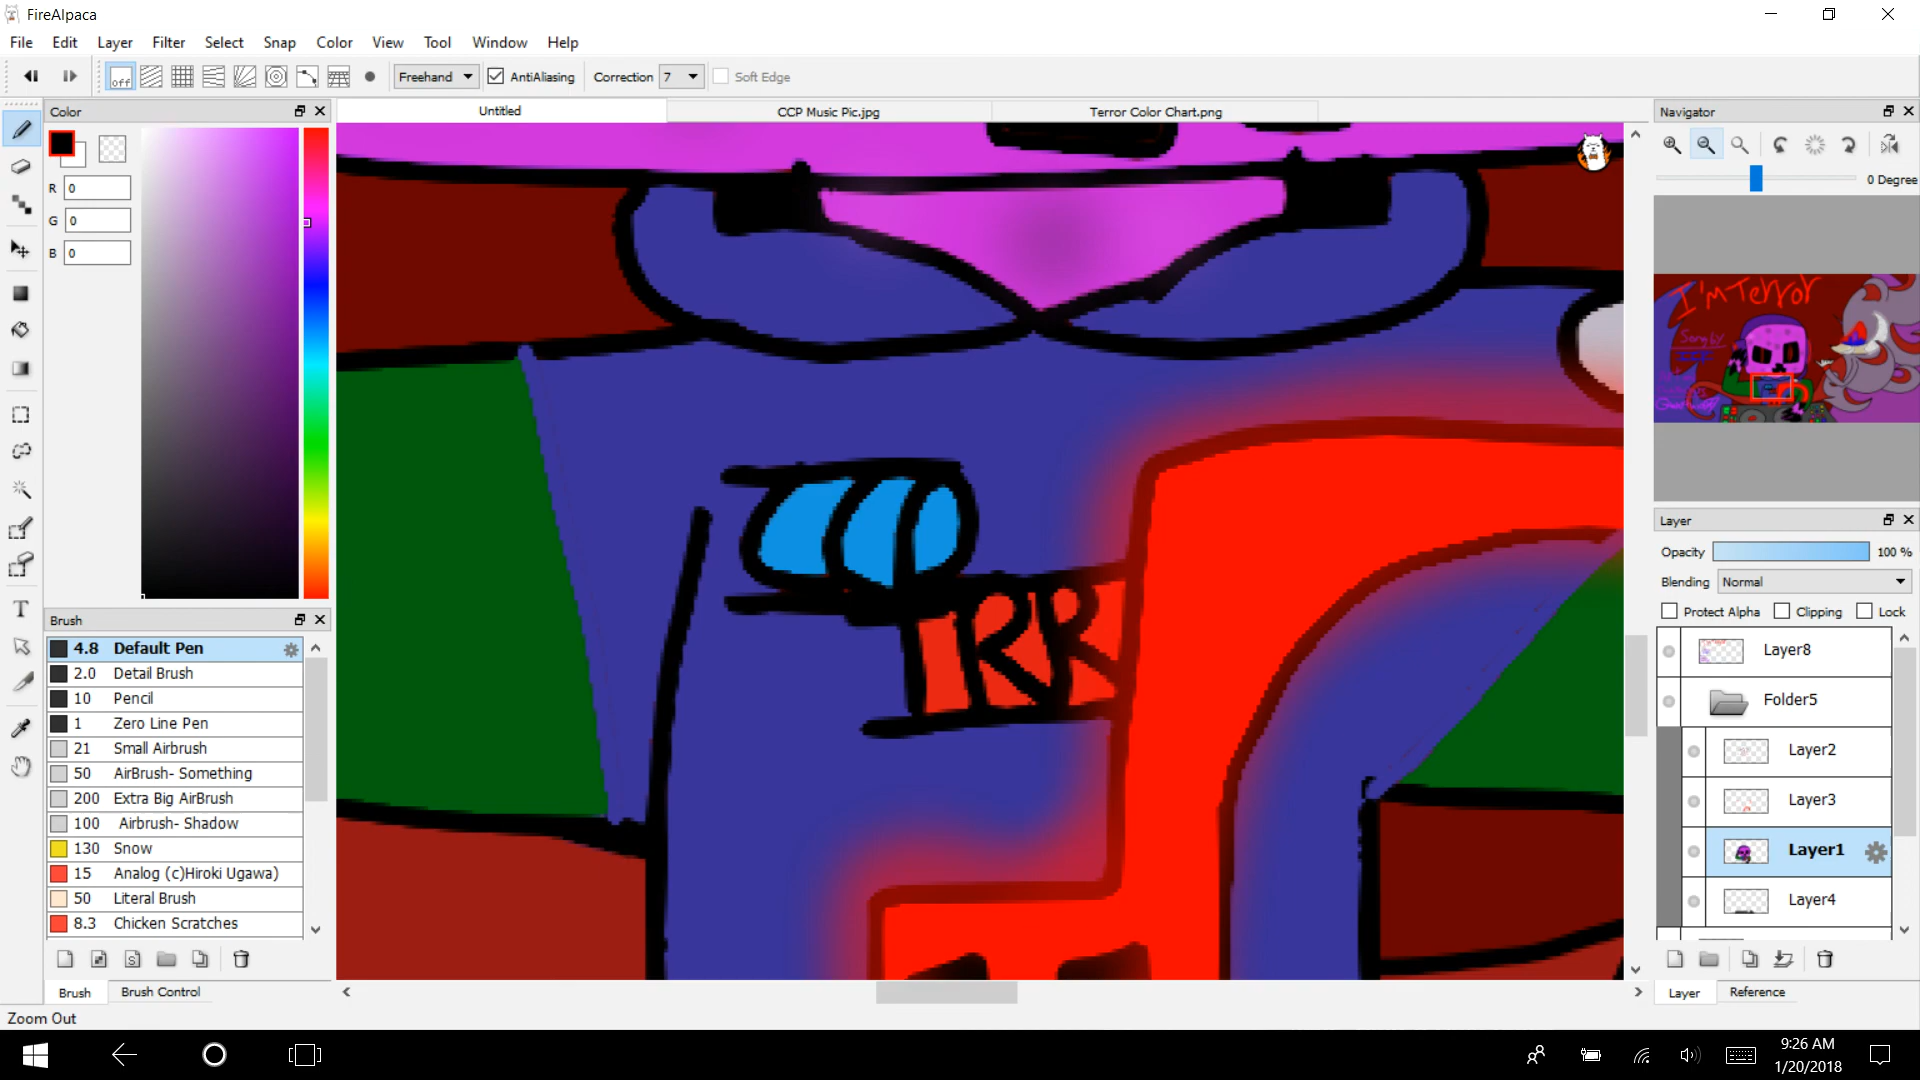 FireAlpaca
File Edit Layer Filter Select Snap Color View Tool Window Help
off Freehand AntiAliasing Correction 7 Soft Edge
Color
Untitled CCP Music Pic.jpg Terror Color Chart.png
Navigator
R 0
G 0
B 0
0 Degree
I'm Terror
Song by
RR
Brush
4.8 Default Pen
2.0 Detail Brush
10 Pencil
1 Zero Line Pen
21 Small Airbrush
50 AirBrush- Something
200 Extra Big AirBrush
100 Airbrush- Shadow
130 Snow
15 Analog (c)Hiroki Ugawa)
50 Literal Brush
8.3 Chicken Scratches
Brush Brush Control
Layer
Opacity 100 %
Blending Normal
Protect Alpha Clipping Lock
Layer8
Folder5
Layer2
Layer3
Layer1
Layer4
Layer Reference
Zoom Out
9:26 AM
1/20/2018